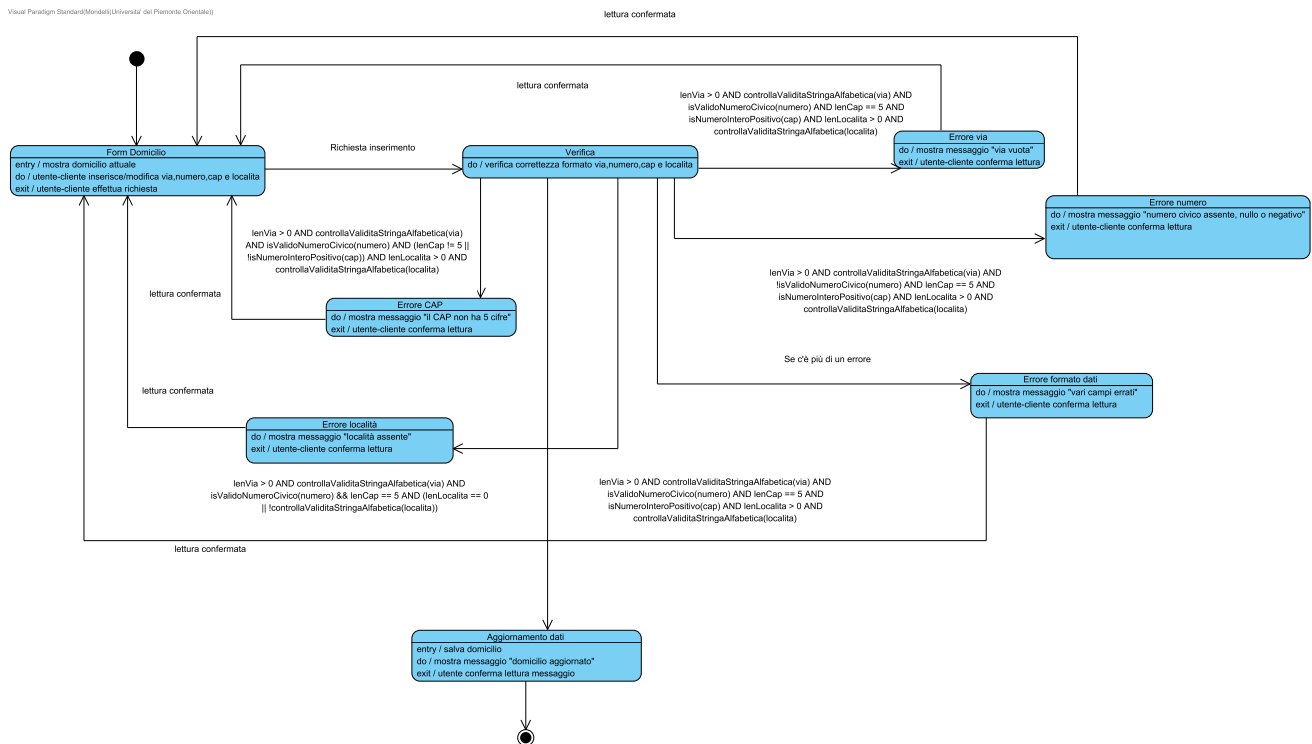 Visual Paradigm Standard(Mondelli(Universita' del Piemonte Orientale))
lettura confermata
lettura confermata
lenVia > 0 AND controllaValiditaStringaAlfabetica(via) AND
isValidoNumeroCivico(numero) AND lenCap == 5 AND
isNumeroInteroPositivo(cap) AND lenLocalita > 0 AND
controllaValiditaStringaAlfabetica(localita)
Errore via
do / mostra messaggio "via vuota"
exit / utente-cliente conferma lettura
Form Domicilio
entry / mostra domicilio attuale
do / utente-cliente inserisce/modifica via,numero,cap e localita
exit / utente-cliente effettua richiesta
Richiesta inserimento
Verifica
do / verifica correttezza formato via,numero,cap e localita
Errore numero
do / mostra messaggio "numero civico assente, nullo o negativo"
exit / utente-cliente conferma lettura
lenVia > 0 AND controllaValiditaStringaAlfabetica(via)
AND isValidoNumeroCivico(numero) AND (lenCap != 5 ||
!isNumeroInteroPositivo(cap)) AND lenLocalita > 0 AND
controllaValiditaStringaAlfabetica(localita)
lenVia > 0 AND controllaValiditaStringaAlfabetica(via) AND
!isValidoNumeroCivico(numero) AND lenCap == 5 AND
isNumeroInteroPositivo(cap) AND lenLocalita > 0 AND
controllaValiditaStringaAlfabetica(localita)
lettura confermata
Errore CAP
do / mostra messaggio "il CAP non ha 5 cifre"
exit / utente-cliente conferma lettura
Se c'è più di un errore
Errore formato dati
do / mostra messaggio "vari campi errati"
exit / utente-cliente conferma lettura
lettura confermata
Errore località
do / mostra messaggio "località assente"
exit / utente-cliente conferma lettura
lenVia > 0 AND controllaValiditaStringaAlfabetica(via) AND
isValidoNumeroCivico(numero) && lenCap == 5 AND (lenLocalita == 0
|| !controllaValiditaStringaAlfabetica(localita))
lenVia > 0 AND controllaValiditaStringaAlfabetica(via) AND
isValidoNumeroCivico(numero) AND lenCap == 5 AND
isNumeroInteroPositivo(cap) AND lenLocalita > 0 AND
controllaValiditaStringaAlfabetica(localita)
lettura confermata
Aggiornamento dati
entry / salva domicilio
do / mostra messaggio "domicilio aggiornato"
exit / utente conferma lettura messaggio